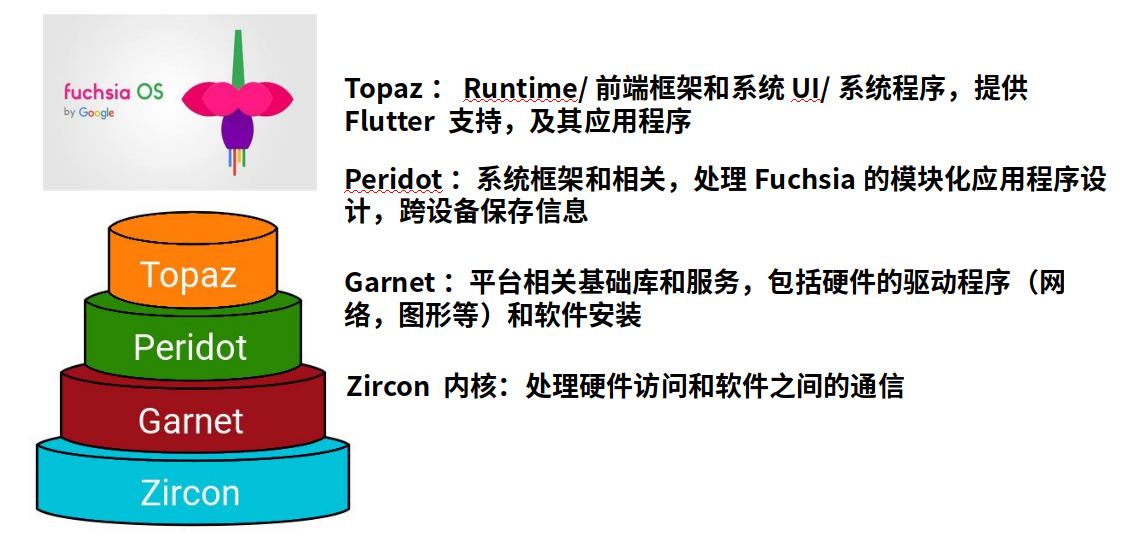 fuchsia OS
by Google
Topaz： Runtime/ 前端框架和系统 UI/ 系统程序，提供
Flutter 支持，及其应用程序
Peridot：系统框架和相关，处理 Fuchsia 的模块化应用程序设
计，跨设备保存信息
Garnet：平台相关基础库和服务，包括硬件的驱动程序（网
络，图形等）和软件安装
Zircon 内核：处理硬件访问和软件之间的通信
Topaz
Peridot
Garnet
Zircon